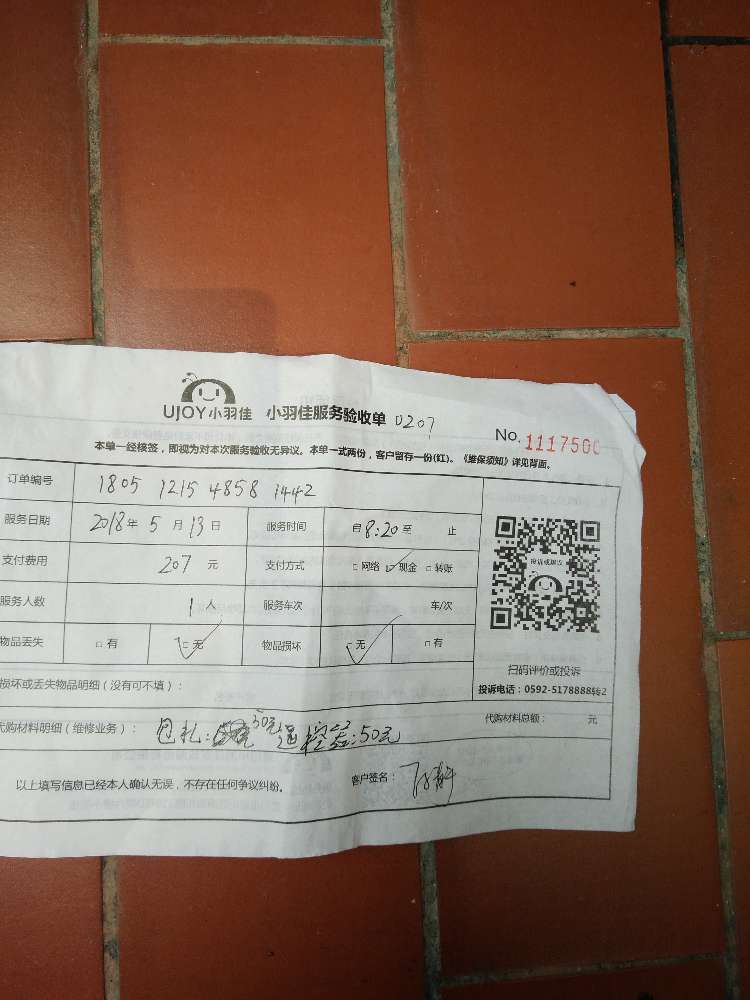 UJOY小羽佳 小羽佳服务验收单 0207
No. 1117500
本单一经核签，即视为对本次服务验收无异议。本单一式两份，客户留存一份(红)。《维保须知》详见背面。
订单编号 1805 1215 4858 1442
服务日期 2018年 5 月 13 日 服务时间 自 8:20 至 止
支付费用 207 元 支付方式 □ 网络 ☑ 现金 □ 转账
服务人数 1 人 服务车次 车/次
物品丢失 □ 有 ☑ 无 物品损坏 ☑ 无 □ 有
投诉或建议
扫码评价或投诉
投诉电话：0592-5178888转2
损坏或丢失物品明细（没有可不填）：
代购材料明细（维修业务）： 包扎: 50元 遥控器:50元
代购材料总额： 元
以上填写信息已经本人确认无误，不存在任何争议纠纷。 客户签名：